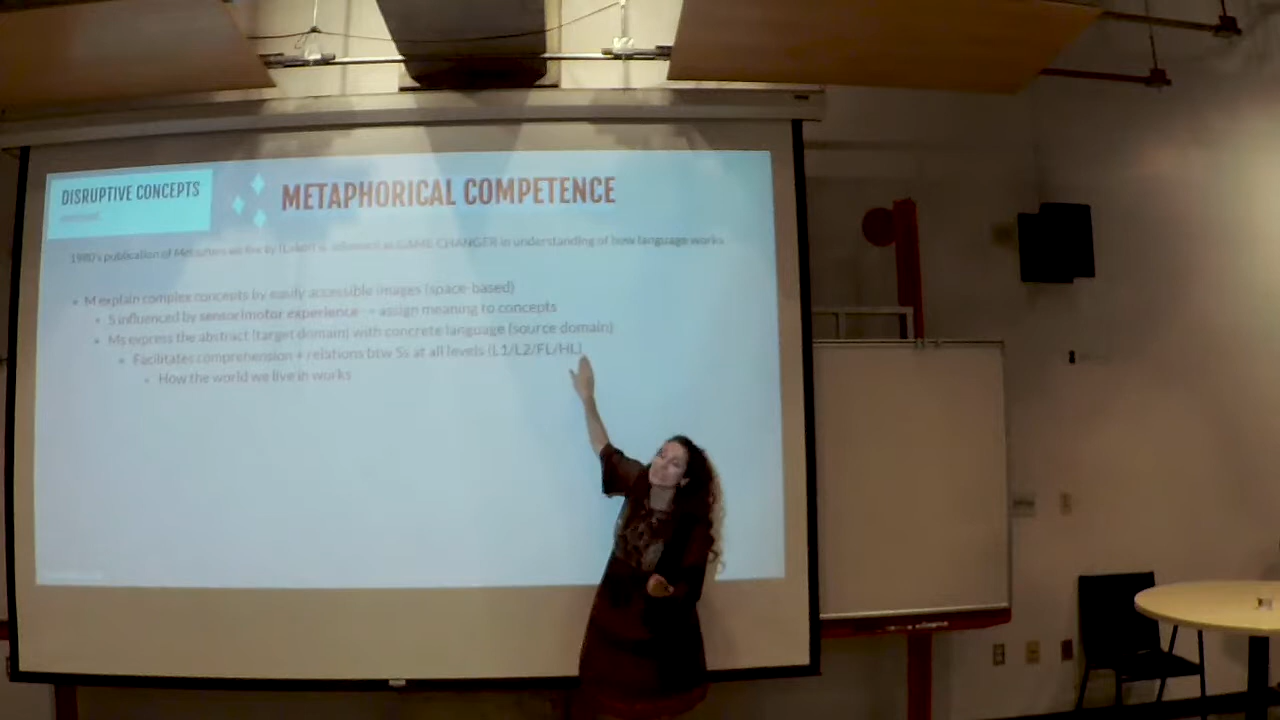 DISRUPTIVE CONCEPTS
METAPHORICAL COMPETENCE
1980's publication of Metaphors we live by is referenced as GAME CHANGER in understanding of how language works
M explain complex concepts by easily accessible images (space-based)
S influenced by sensorimotor experience assign meaning to concepts
Ms express the abstract (target domain) with concrete language (source domain)
Facilitates comprehension + relations btw Ss at all levels (L1/L2/FL/HL)
How the world we live in works